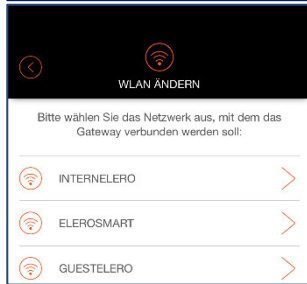 WLAN ÄNDERN
Bitte wählen Sie das Netzwerk aus, mit dem das
Gateway verbunden werden soll:
INTERNELERO
ELEROSMART
GUESTELERO